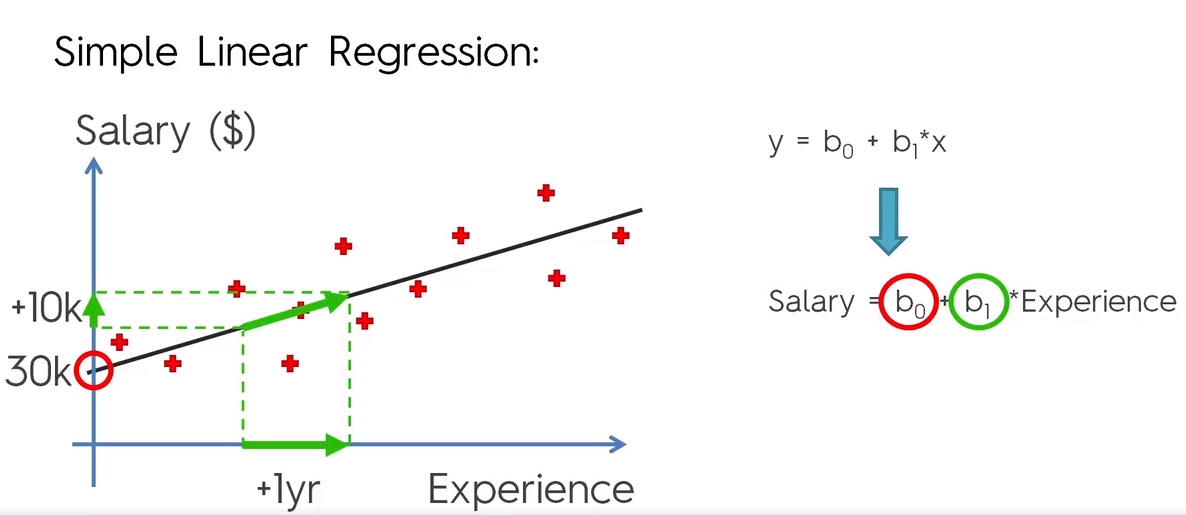 Simple Linear Regression:
Salary ($)
+10k
30k
+1yr
Experience
y = b₀ + b₁*x
Salary = b₀ + b₁ *Experience